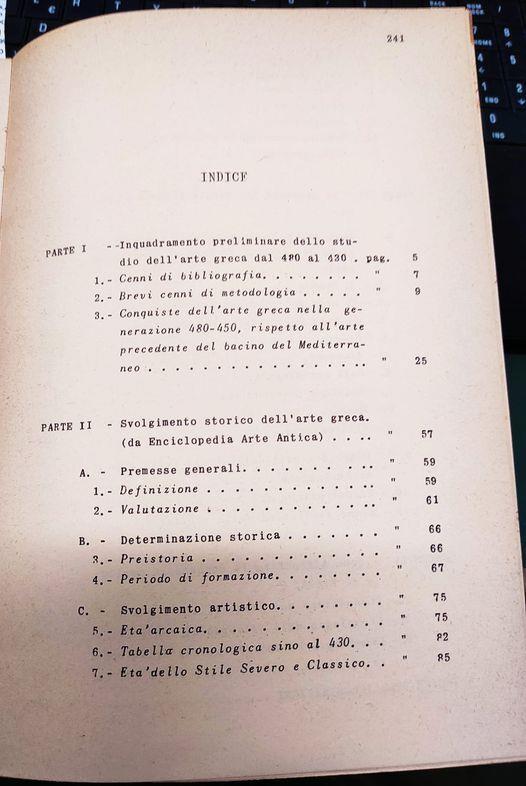 241
INDICE
PARTE I - -Inquadramento preliminare dello stu-
dio dell'arte greca dal 480 al 430 . pag. 5
1.- Cenni di bibliografia. . . . . . . . " 7
2.- Brevi cenni di metodologia . . . . . " 9
3.- Conquiste dell'arte greca nella ge-
nerazione 480-450, rispetto all'arte
precedente del bacino del Mediterra-
neo . . . . . . . . . . . . . . . . .. " 25
PARTE II - Svolgimento storico dell'arte greca.
(da Enciclopedia Arte Antica) . . .. " 57
A. - Premesse generali. . . . . . . . .. " 59
1.- Definizione . . . . . . . . . . . .. " 59
2.- Valutazione . . . . . . . . . . . .. " 61
B. - Determinazione storica . . . . . . . " 66
3.- Preistoria . . . . . . . . . . . . . " 66
4.- Periodo di formazione. . . . . . . . " 67
C. - Svolgimento artistico. . . . . . . . " 75
5.- Eta'arcaica. . . . . . . . . . . . . " 75
6.- Tabella cronologica sino al 430. . . " 82
7.- Eta'dello Stile Severo e Classico. . " 85